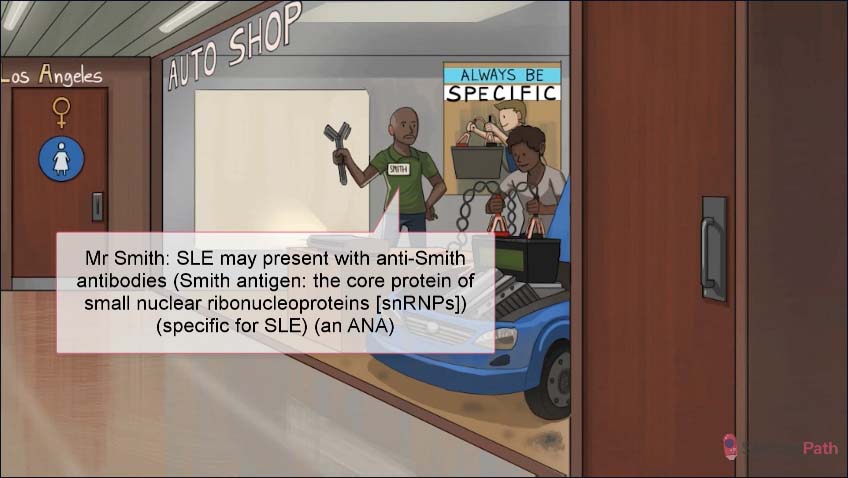 AUTO SHOP
Los Angeles
ALWAYS BE
SPECIFIC
SMITH
Mr Smith: SLE may present with anti-Smith
antibodies (Smith antigen: the core protein of
small nuclear ribonucleoproteins [snRNPs])
(specific for SLE) (an ANA)
Path